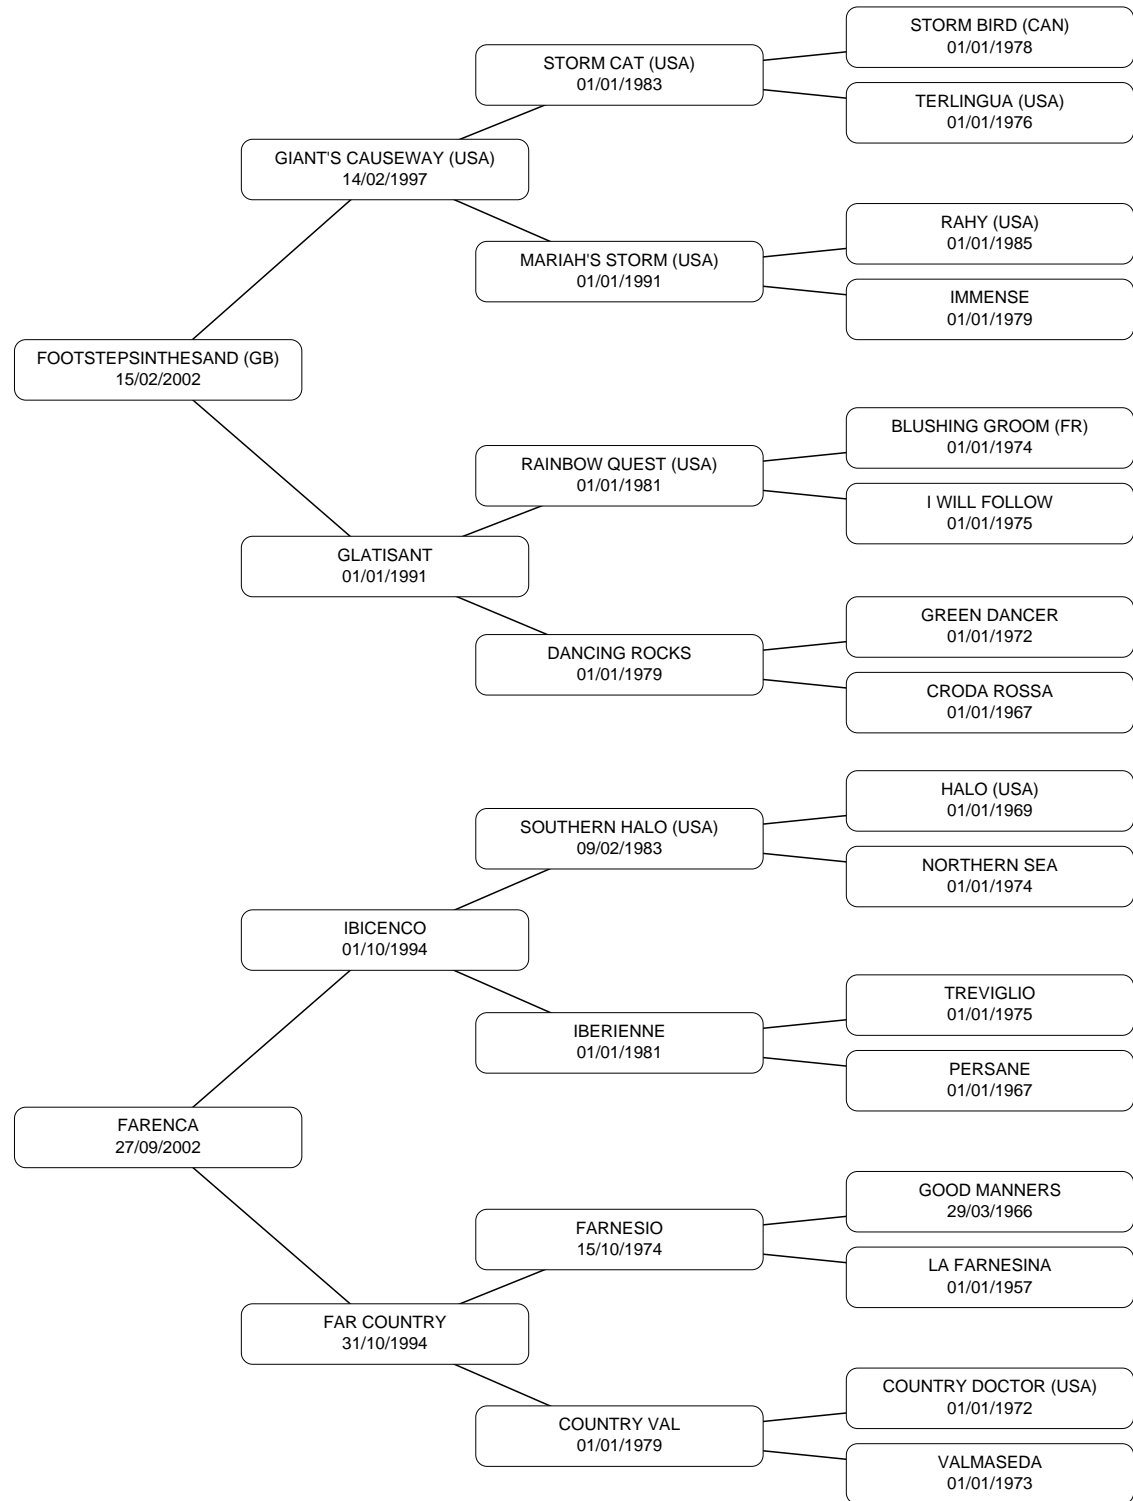 STORM BIRD (CAN)
01/01/1978
STORM CAT (USA)
01/01/1983
TERLINGUA (USA)
01/01/1976
GIANT'S CAUSEWAY (USA)
14/02/1997
RAHY (USA)
01/01/1985
MARIAH'S STORM (USA)
01/01/1991
IMMENSE
01/01/1979
FOOTSTEPSINTHESAND (GB)
15/02/2002
BLUSHING GROOM (FR)
01/01/1974
RAINBOW QUEST (USA)
01/01/1981
I WILL FOLLOW
01/01/1975
GLATISANT
01/01/1991
GREEN DANCER
01/01/1972
DANCING ROCKS
01/01/1979
CRODA ROSSA
01/01/1967
HALO (USA)
01/01/1969
SOUTHERN HALO (USA)
09/02/1983
NORTHERN SEA
01/01/1974
IBICENCO
01/10/1994
TREVIGLIO
01/01/1975
IBERIENNE
01/01/1981
PERSANE
01/01/1967
FARENCA
27/09/2002
GOOD MANNERS
29/03/1966
FARNESIO
15/10/1974
LA FARNESINA
01/01/1957
FAR COUNTRY
31/10/1994
COUNTRY DOCTOR (USA)
01/01/1972
COUNTRY VAL
01/01/1979
VALMASEDA
01/01/1973